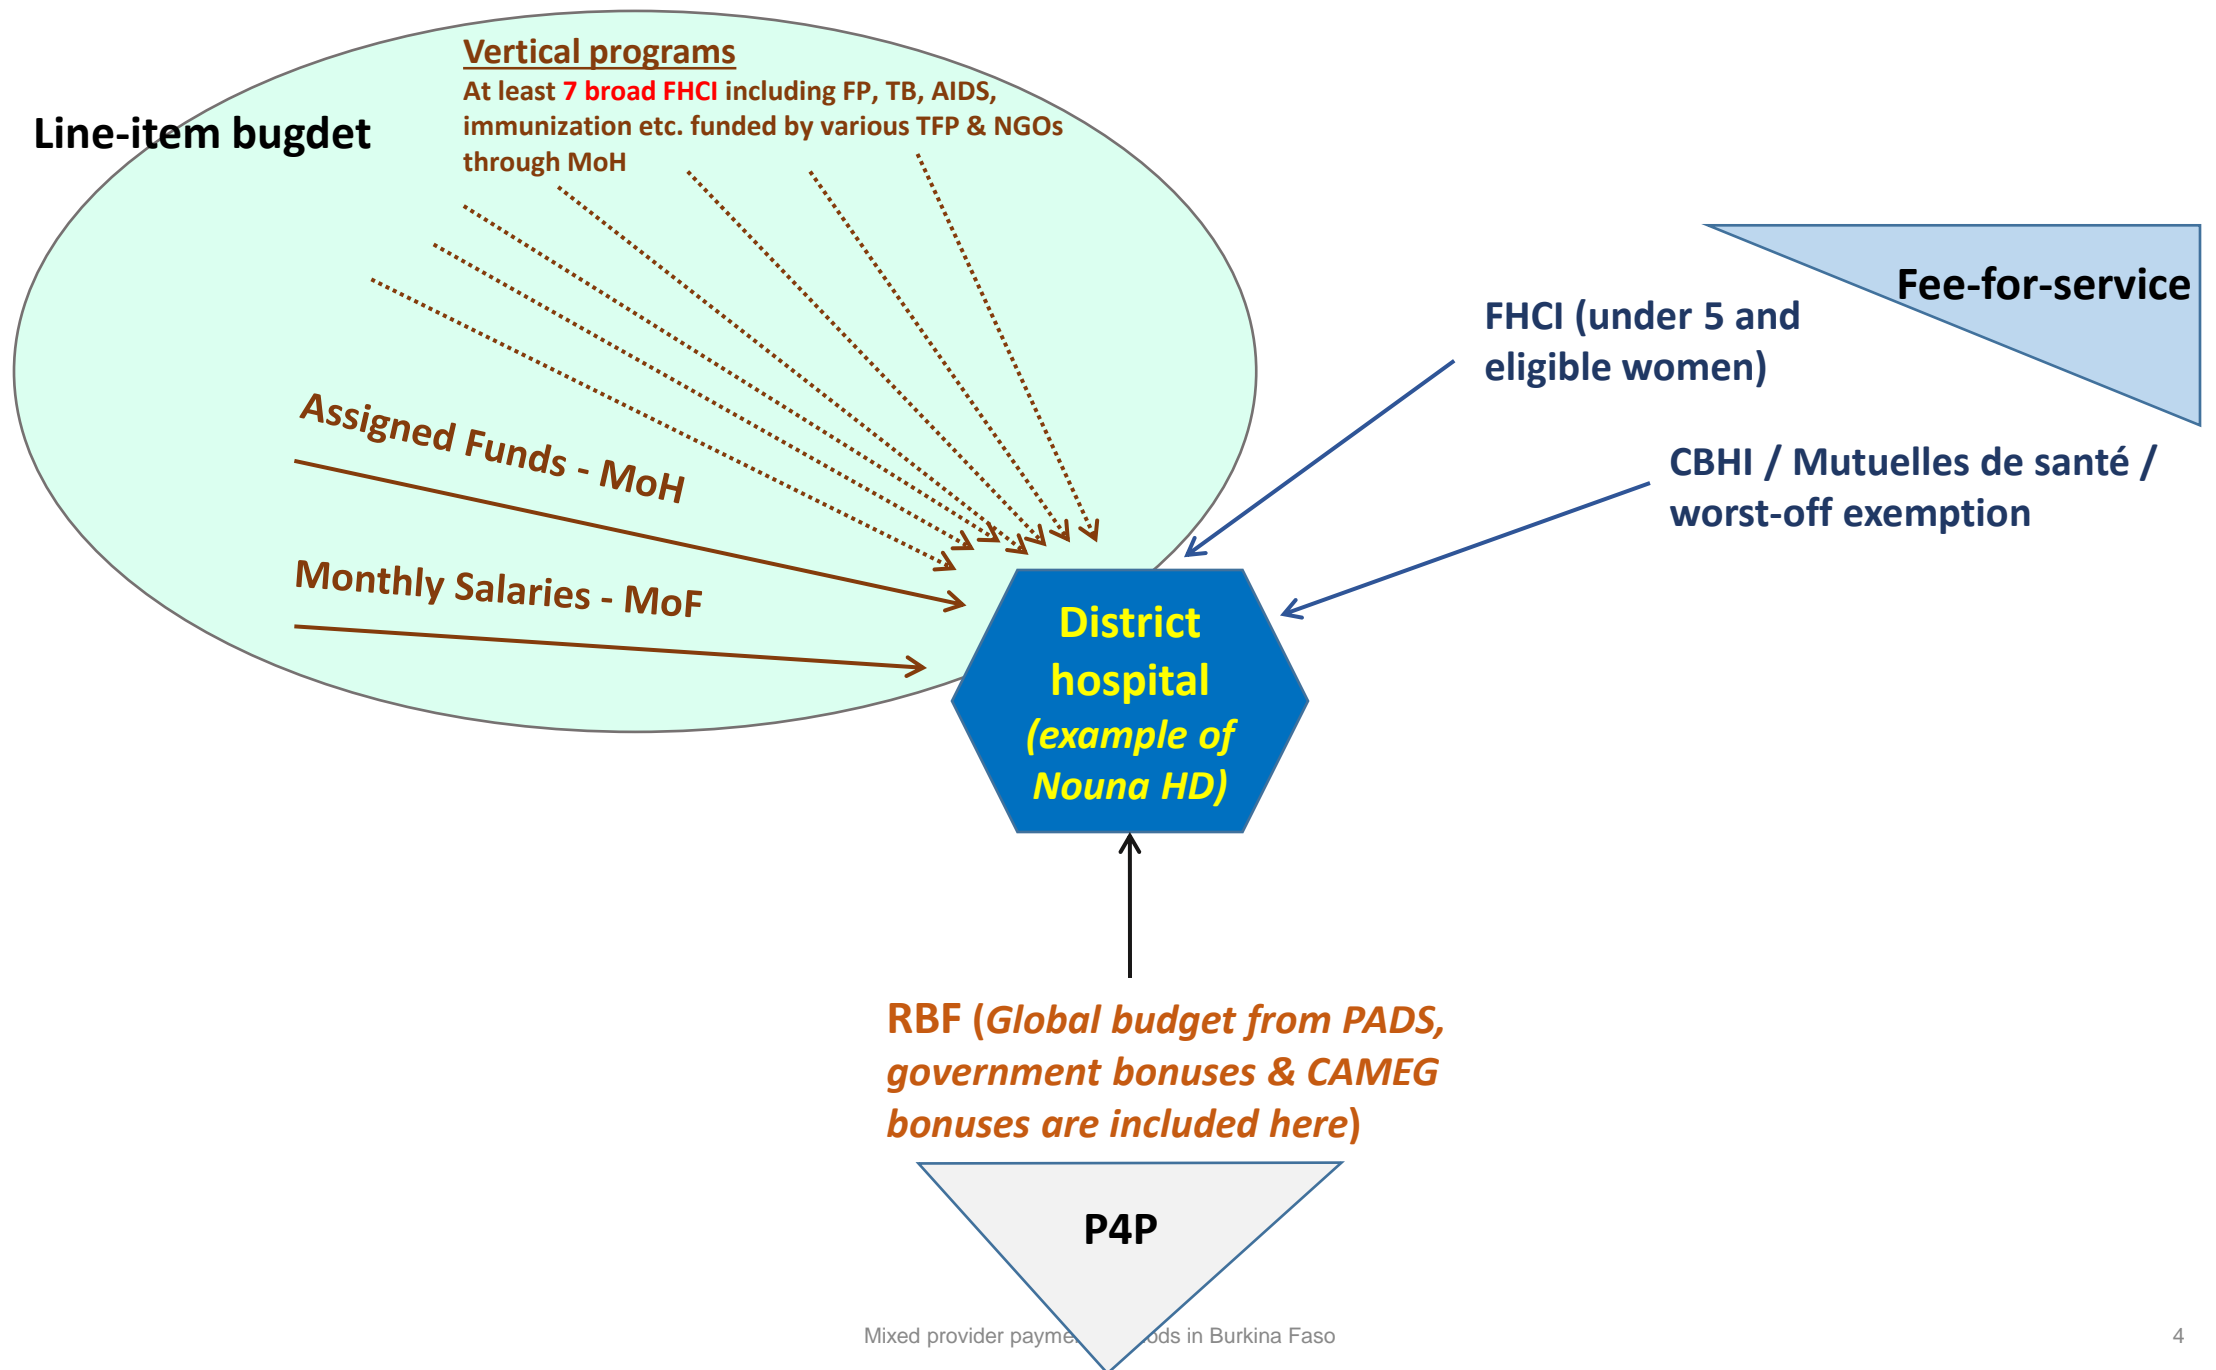 Vertical programs
At least 7 broad FHCI including FP, TB, AIDS,
immunization etc. funded by various TFP & NGOs
through MoH
Line-item bugdet
Assigned Funds - MoH
Monthly Salaries - MoF
Fee-for-service
FHCI (under 5 and
eligible women)
CBHI / Mutuelles de santé /
worst-off exemption
District
hospital
(example of
Nouna HD)
RBF (Global budget from PADS,
government bonuses & CAMEG
bonuses are included here)
P4P
Mixed provider in Burkina Faso
4